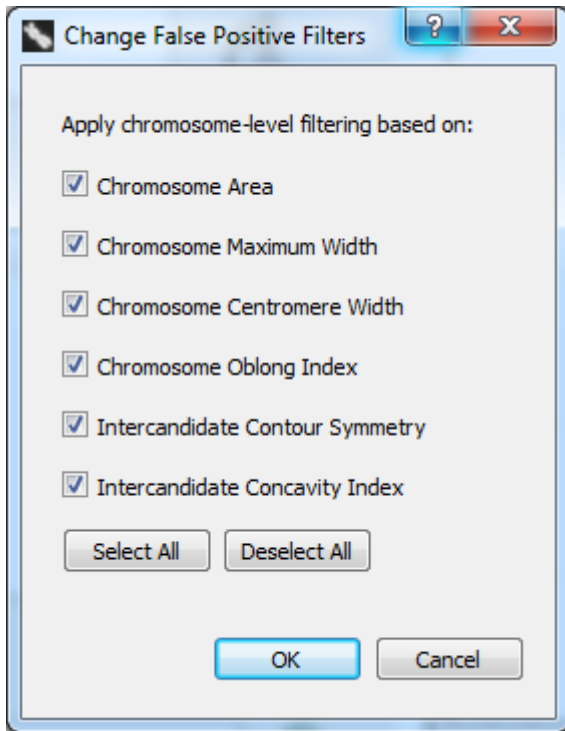 Change False Positive Filters
?
X
Apply chromosome-level filtering based on:
Chromosome Area
Chromosome Maximum Width
Chromosome Centromere Width
Chromosome Oblong Index
Intercandidate Contour Symmetry
Intercandidate Concavity Index
Select All
Deselect All
OK
Cancel